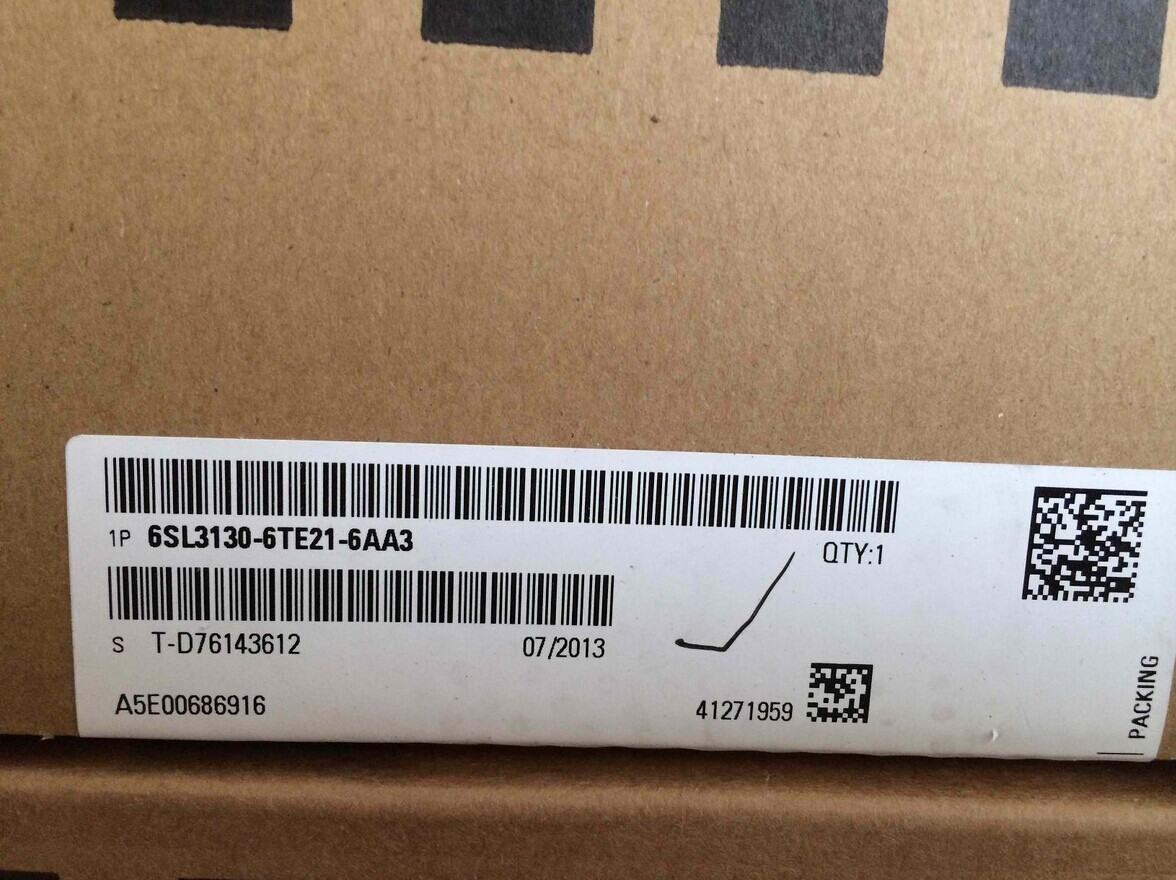 1P 6SL3130-6TE21-6AA3
QTY:1
S T-D76143612 07/2013
A5E00686916
41271959
PACKING